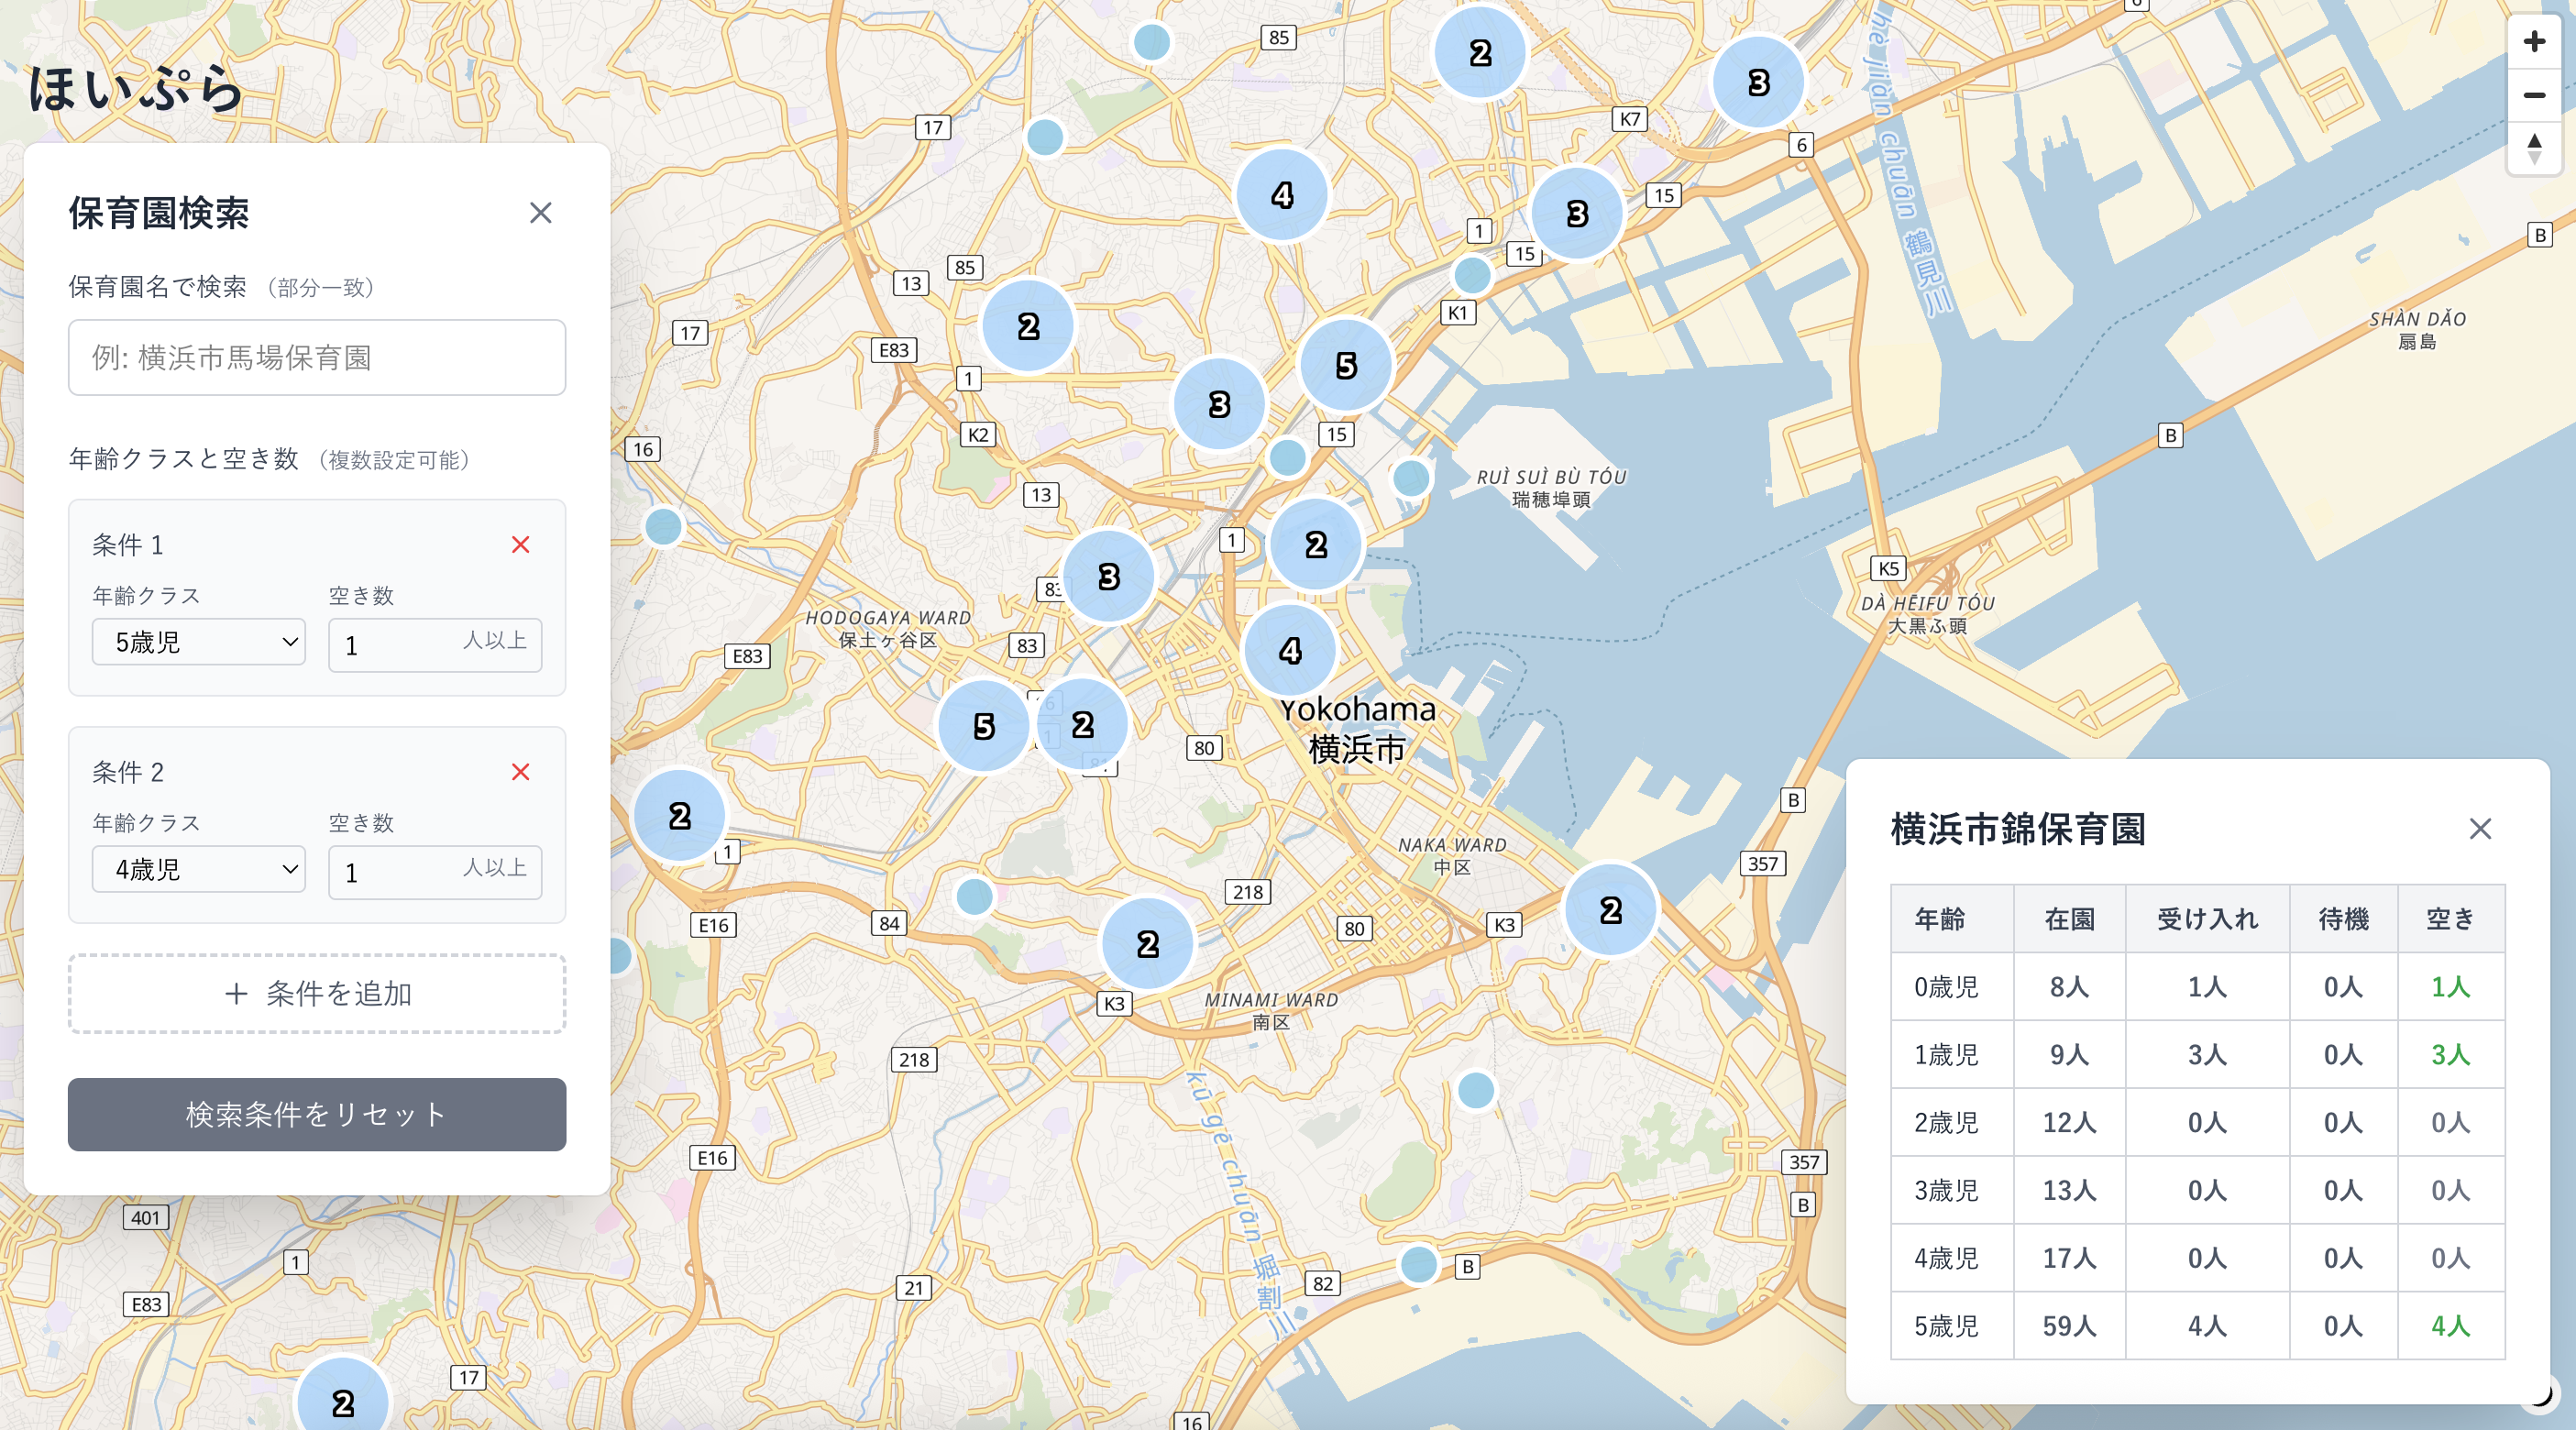 ほいぷら
保育園検索
保育園名で検索 （部分一致）
例: 横浜市馬場保育園
年齢クラスと空き数 （複数設定可能）
条件 1
年齢クラス 空き数
5歳児 1 人以上
条件 2
年齢クラス 空き数
4歳児 1 人以上
＋ 条件を追加
検索条件をリセット
横浜市錦保育園
年齢 在園 受け入れ 待機 空き
0歳児 8人 1人 0人 1人
1歳児 9人 3人 0人 3人
2歳児 12人 0人 0人 0人
3歳児 13人 0人 0人 0人
4歳児 17人 0人 0人 0人
5歳児 59人 4人 0人 4人
6
85
2
3
17
K7
6
4
15
3
1
15
B
85
13
K1
hè jiàn chuān 鶴見川
SHÀN DǍO
扇島
17
2
E83
5
1
3
K2
15
B
16
13
RUÌ SUÌ BÙ TÓU
瑞穂埠頭
1
2
3
83
K5
DÀ HĒIFU TÓU
大黒ふ頭
HODOGAYA WARD
保土ヶ谷区
83
E83
4
5
2
16
1
80
Yokohama
横浜市
2
1
B
NAKA WARD
中区
357
218
2
E16
84
80
K3
2
K3
MINAMI WARD
南区
218
kū gē chuān 堀割川
E16
357
B
401
1
B
21
82
E83
17
2
16